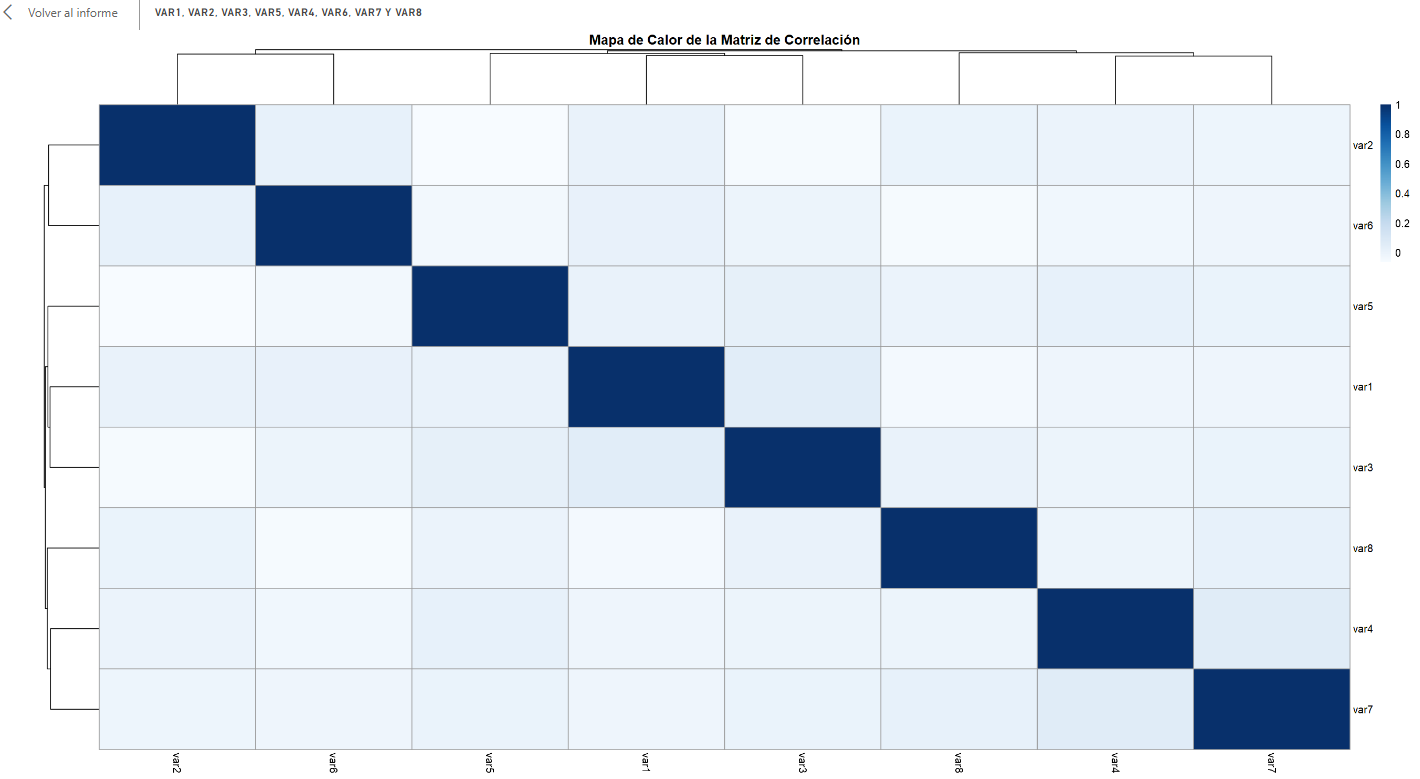 Volver al informe
VAR1, VAR2, VAR3, VAR5, VAR4, VAR6, VAR7 Y VAR8
Mapa de Calor de la Matriz de Correlación
1
0.8
0.6
0.4
0.2
0
var2
var6
var5
var1
var3
var8
var4
var7
var2
var6
var5
var1
var3
var8
var4
var7